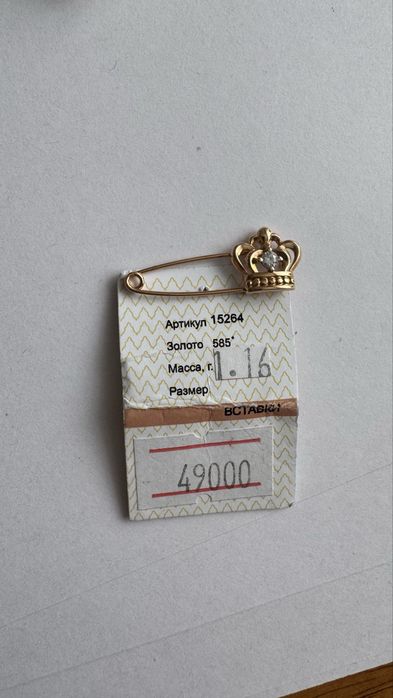 Артикул 15264
Золото 585°
Масса, г. 1.16
Размер
ВСТАВКИ
49000